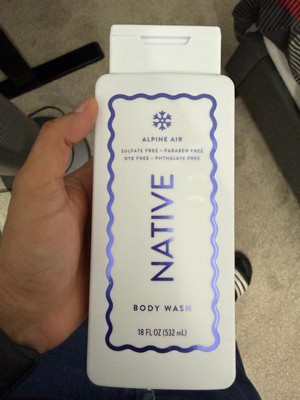 ALPINE AIR
SULFATE FREE • PARABEN FREE
DYE FREE • PHTHALATE FREE
NATIVE
BODY WASH
18 FL OZ (532 mL)